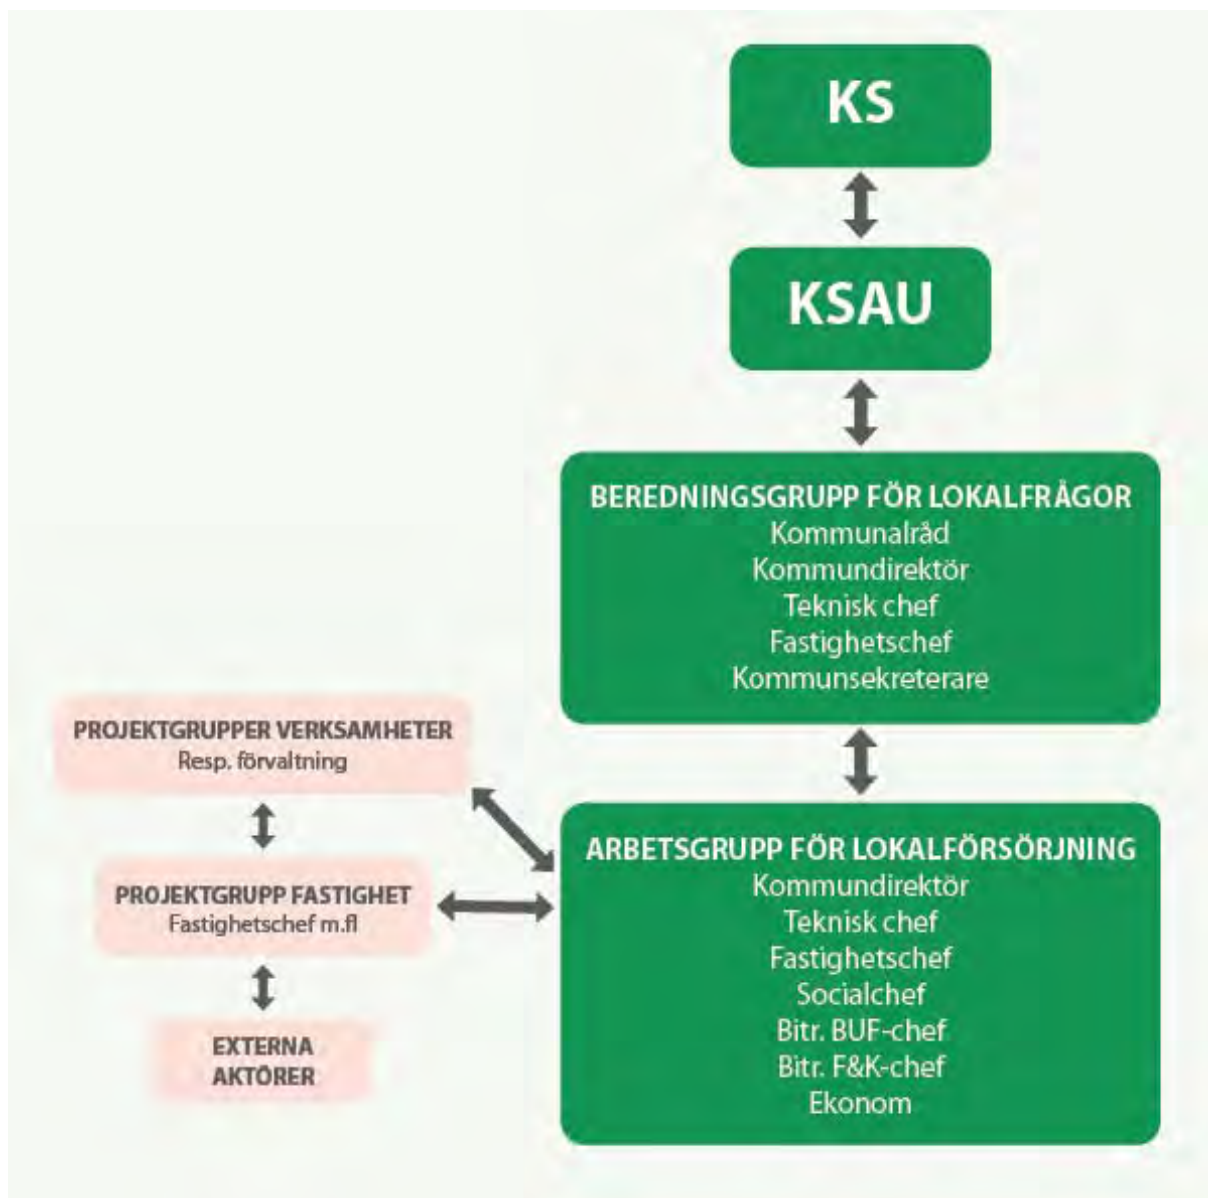 KS
KSAU
BEREDNINGSGRUPP FÖR LOKALFRÅGOR
Kommunalråd
Kommundirektör
Teknisk chef
Fastighetschef
Kommunsekreterare
PROJEKTGRUPPER VERKSAMHETER
Resp. förvaltning
PROJEKTGRUPP FASTIGHET
Fastighetschef m.fl
EXTERNA
AKTÖRER
ARBETSGRUPP FÖR LOKALFÖRSÖRJNING
Kommundirektör
Teknisk chef
Fastighetschef
Socialchef
Bitr. BUF-chef
Bitr. F&K-chef
Ekonom